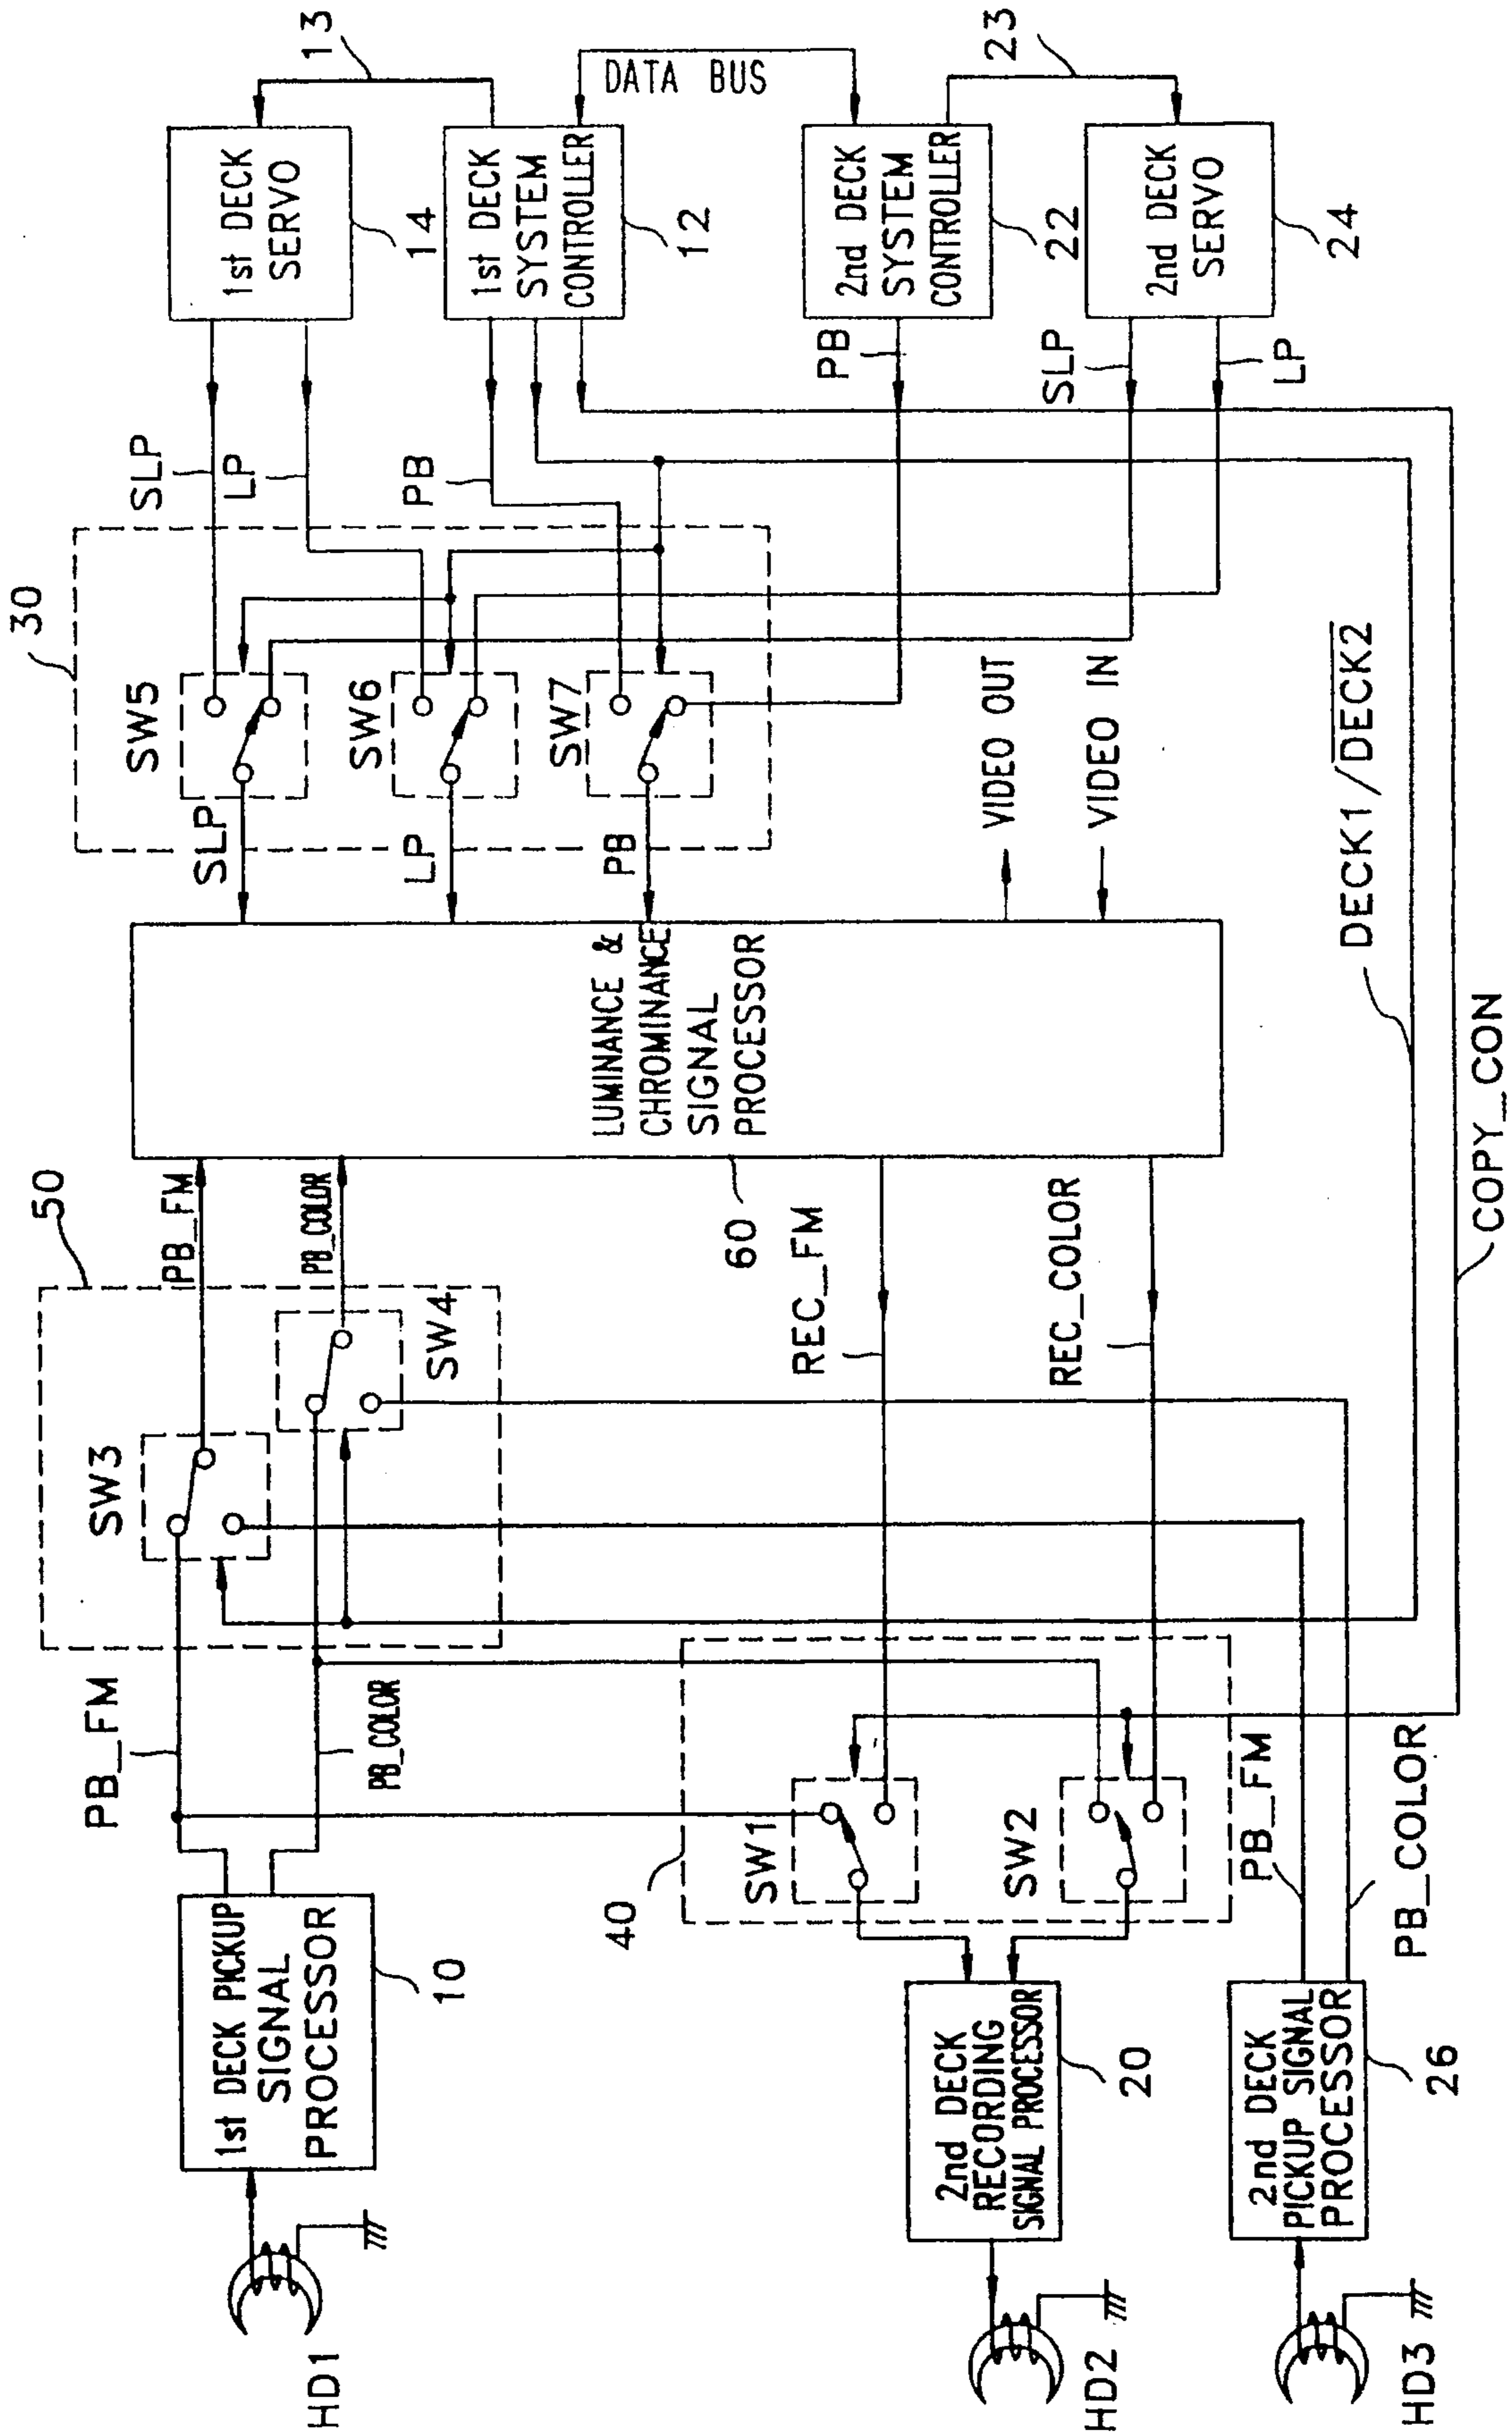 HD1
1st DECK PICKUP
SIGNAL
PROCESSOR
10
PB_FM
PB_COLOR
50
SW3
SW4
PB_FM
PB_COLOR
30
SW5
SW6
SW7
SLP
LP
PB
SLP
LP
PB
1st DECK
SERVO
14
13
1st DECK
SYSTEM
CONTROLLER
12
DATA BUS
2nd DECK
SYSTEM
CONTROLLER
22
PB
23
2nd DECK
SERVO
24
SLP
LP
LUMINANCE &
CHROMINANCE
SIGNAL
PROCESSOR
60
VIDEO OUT
VIDEO IN
REC_FM
REC_COLOR
40
SW1
SW2
HD2
2nd DECK
RECORDING
SIGNAL PROCESSOR
20
HD3
2nd DECK
PICKUP SIGNAL
PROCESSOR
26
PB_FM
PB_COLOR
DECK1/DECK2
COPY_CON